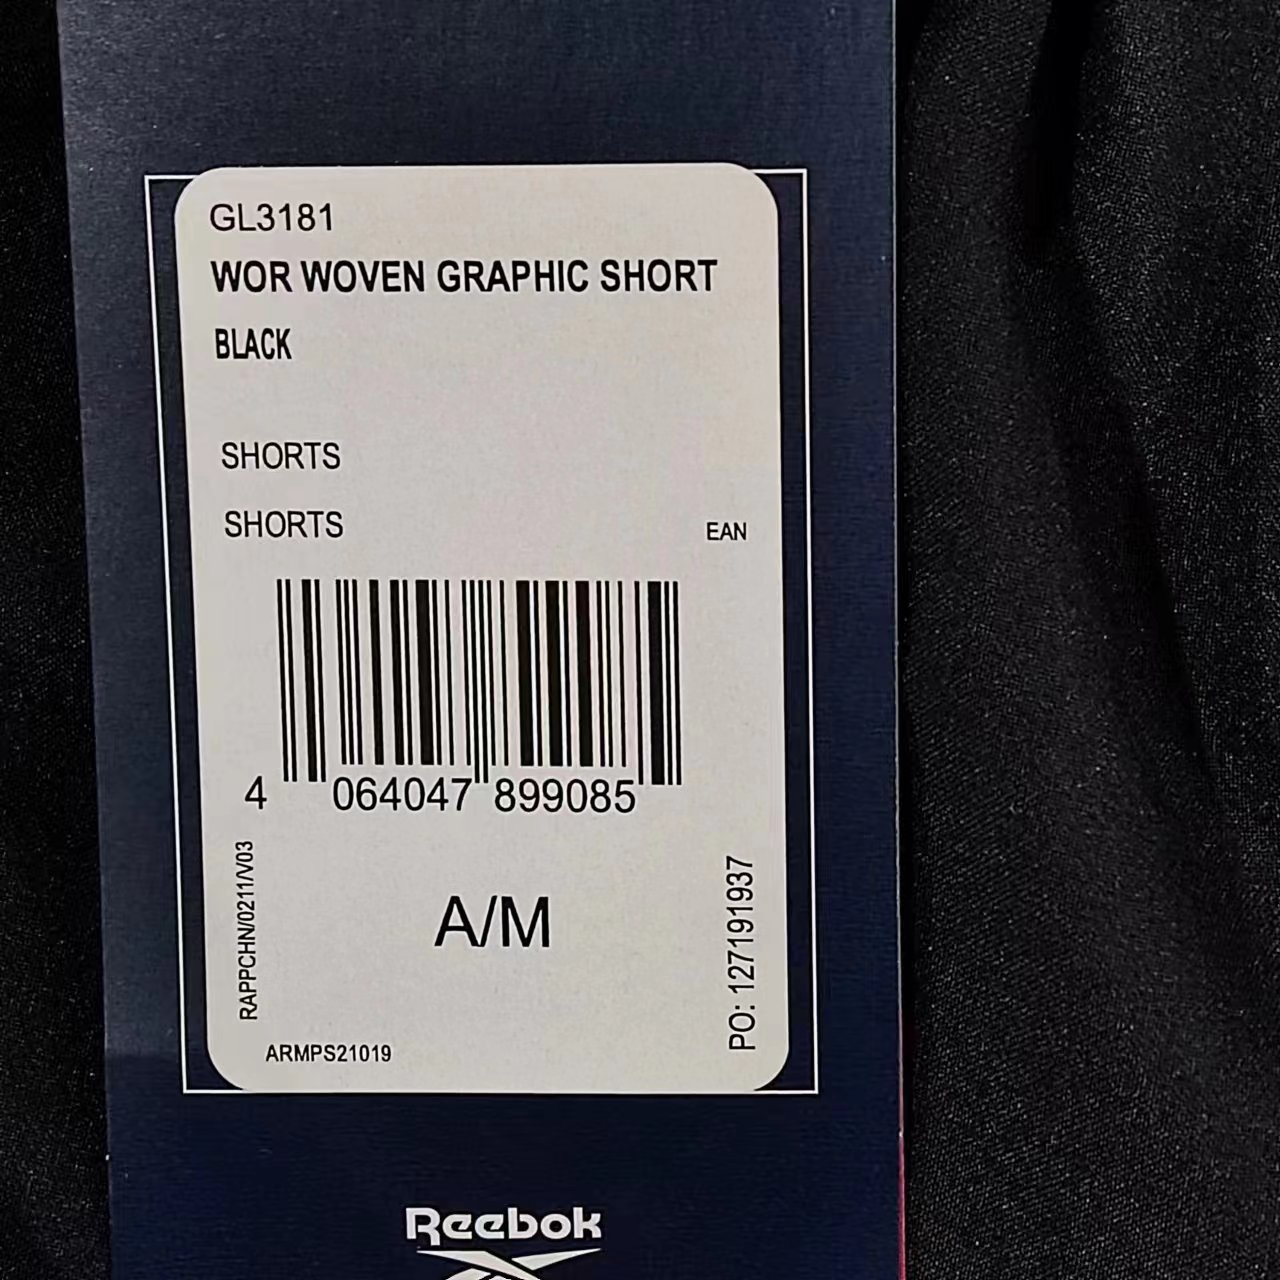 GL3181
WOR WOVEN GRAPHIC SHORT
BLACK
SHORTS
SHORTS
EAN
4 064047 899085
RAPPCHN/0211/V03
A/M
PO: 127191937
ARMPS21019
Reebok